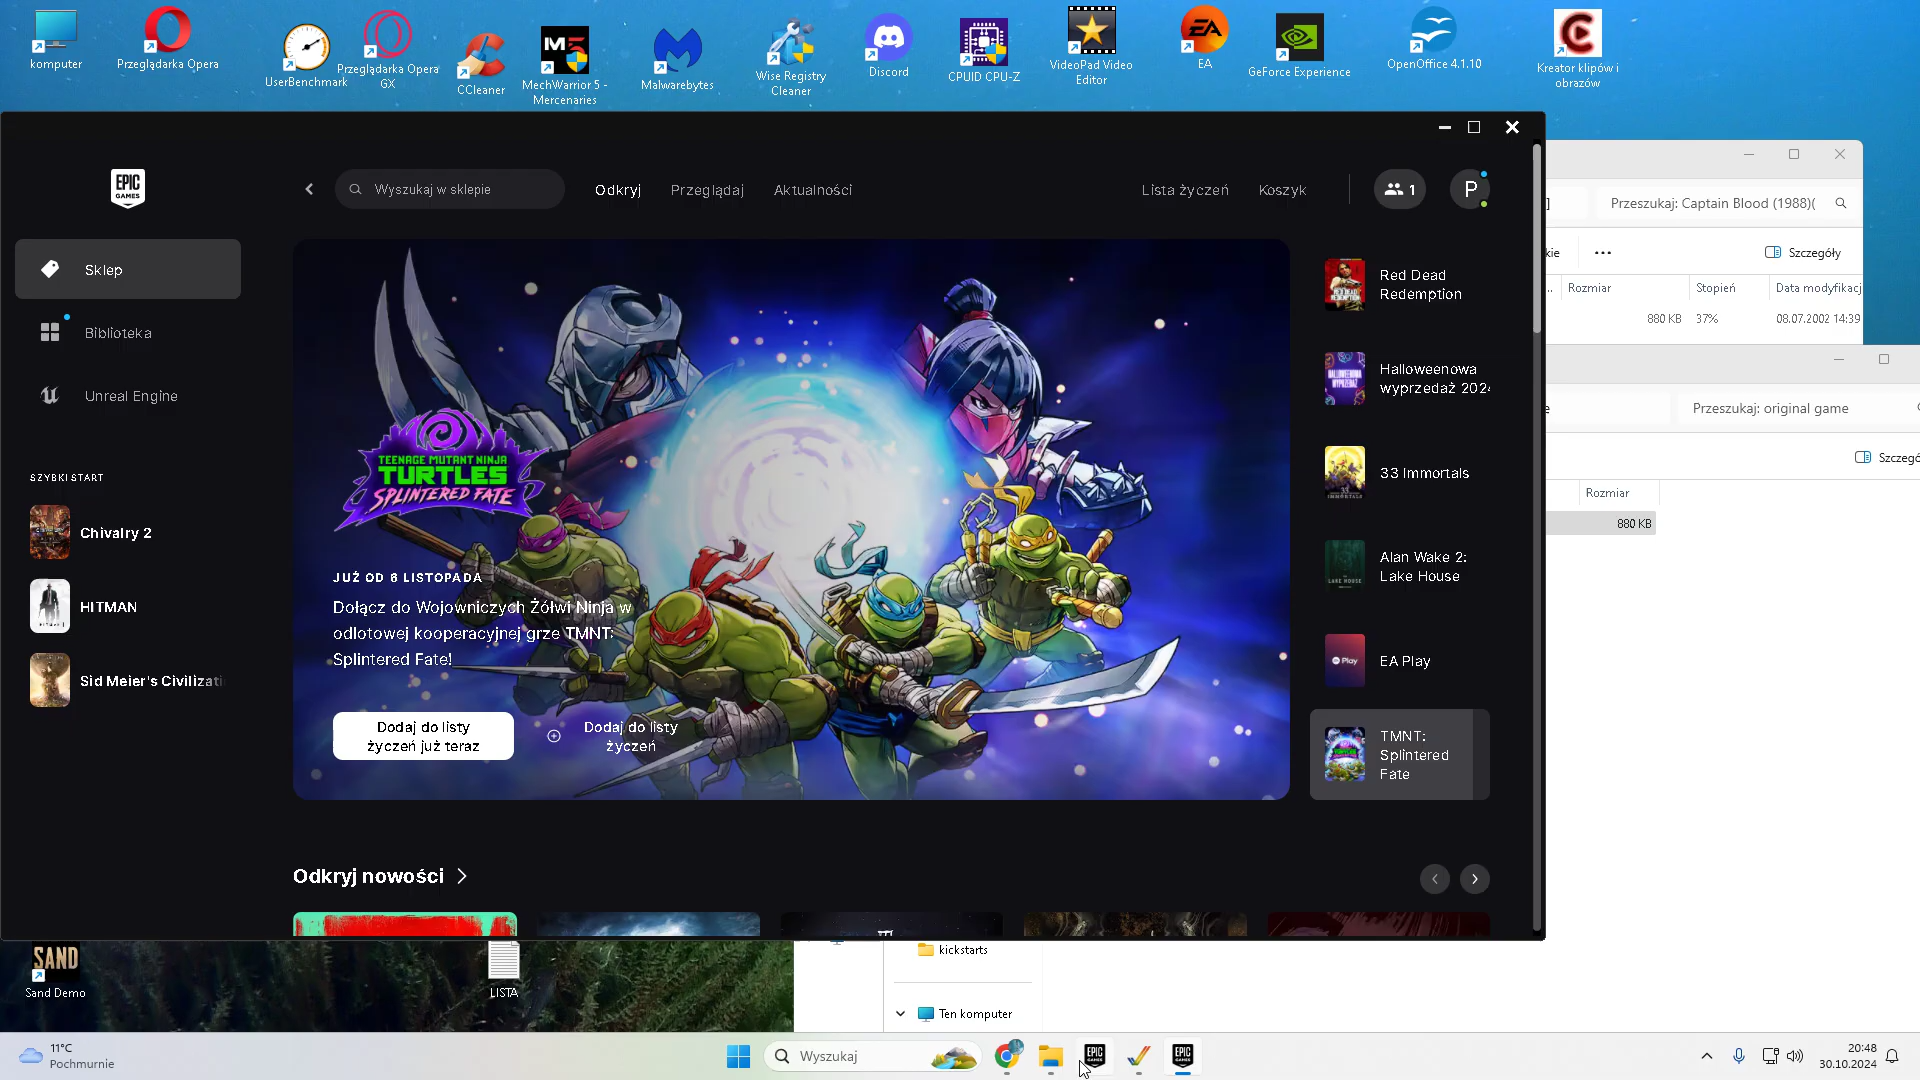 komputer
Przeglądarka Opera
UserBenchmark
Przeglądarka Opera
GX
CCleaner
MechWarrior 5 -
Mercenaries
Malwarebytes
Wise Registry
Cleaner
Discord
CPUID CPU-Z
VideoPad Video
Editor
EA
GeForce Experience
OpenOffice 4.1.10
Kreator klipów i
obrazów
EPIC
GAMES
Wyszukaj w sklepie
Odkryj
Przeglądaj
Aktualności
Lista życzeń
Koszyk
1
P
Sklep
Biblioteka
Unreal Engine
SZYBKI START
Chivalry 2
HITMAN
Sid Meier's Civilizati
TEENAGE MUTANT NINJA
TURTLES
SPLINTERED FATE
JUŻ OD 6 LISTOPADA
Dołącz do Wojowniczych Żółwi Ninja w
odlotowej kooperacyjnej grze TMNT:
Splintered Fate!
Dodaj do listy
życzeń już teraz
Dodaj do listy
życzeń
Red Dead
Redemption
Halloweenowa
wyprzedaż 2024
33 Immortals
Alan Wake 2:
Lake House
EA Play
TMNT:
Splintered
Fate
Odkryj nowości
]
Przeszukaj: Captain Blood (1988)(
kie
Szczegóły
Rozmiar
Stopień
Data modyfikacj
880 KB
37%
08.07.2002 14:39
e
Przeszukaj: original game
Szczegó
Rozmiar
880 KB
SAND
Sand Demo
LISTA
kickstarts
Ten komputer
11°C
Pochmurnie
Wyszukaj
20:48
30.10.2024